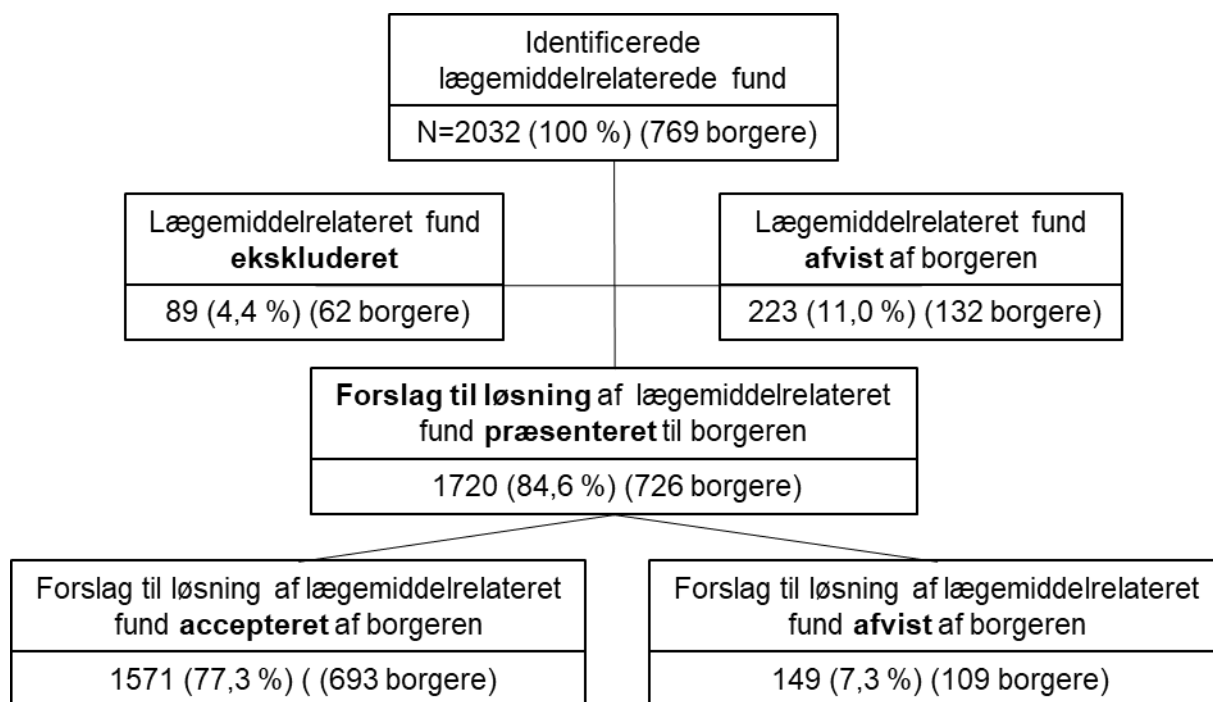 Identificerede
lægemiddelrelaterede fund
N=2032 (100 %) (769 borgere)
Lægemiddelrelateret fund
ekskluderet
89 (4,4 %) (62 borgere)
Lægemiddelrelateret fund
afvist af borgeren
223 (11,0 %) (132 borgere)
Forslag til løsning af lægemiddelrelateret
fund præsenteret til borgeren
1720 (84,6 %) (726 borgere)
Forslag til løsning af lægemiddelrelateret
fund accepteret af borgeren
1571 (77,3 %) ( (693 borgere)
Forslag til løsning af lægemiddelrelateret
fund afvist af borgeren
149 (7,3 %) (109 borgere)